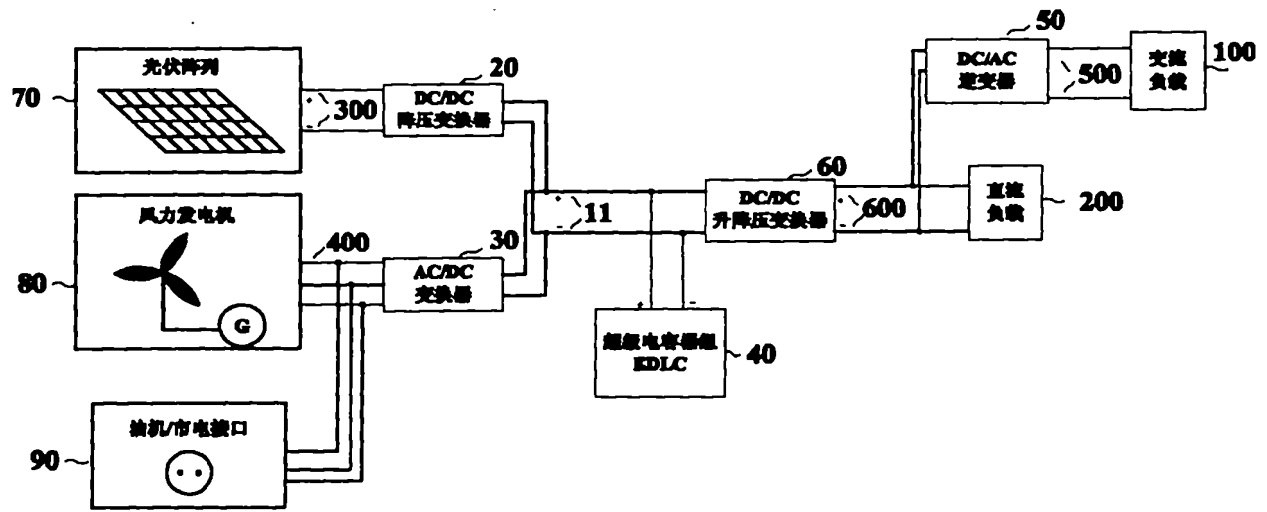 光伏阵列
70
300
20
DC/DC
降压变换器
风力发电机
80
G
400
30
AC/DC
变换器
油机/市电接口
90
11
超级电容器组
EDLC
40
60
DC/DC
升降压变换器
600
50
DC/AC
逆变器
500
交流
负载
100
直流
负载
200